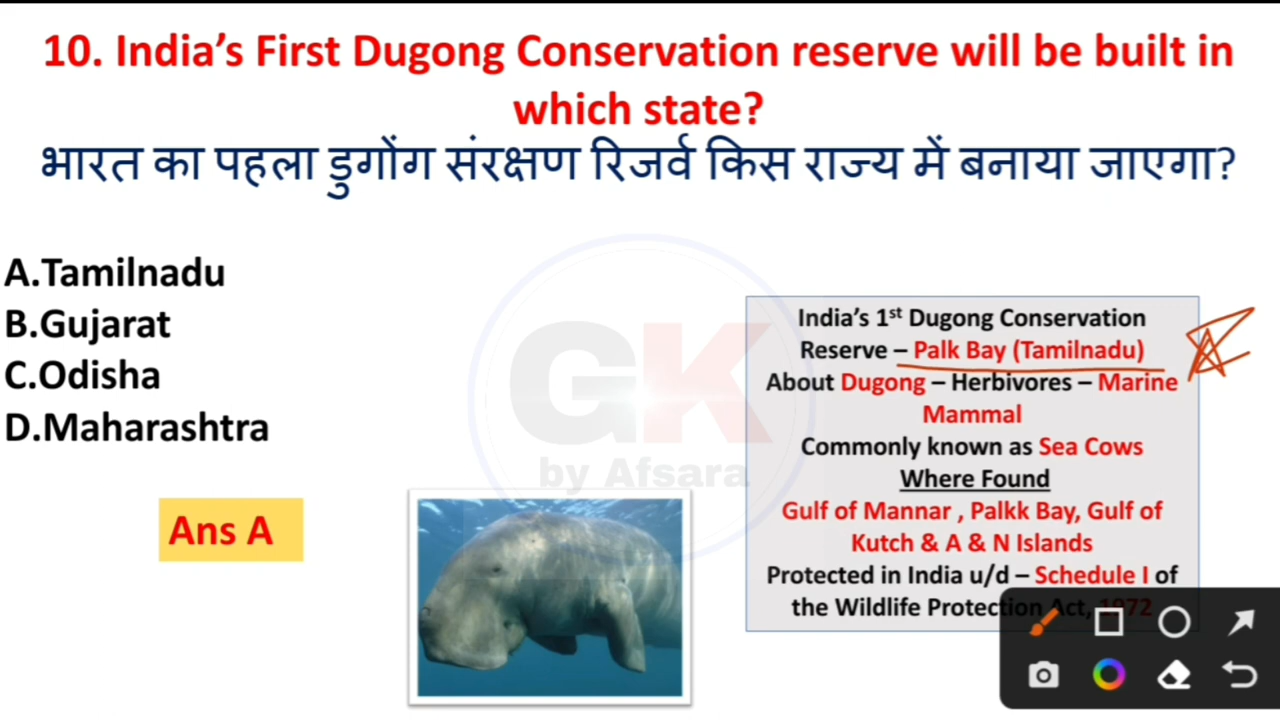 10. India’s First Dugong Conservation reserve will be built in
which state?
भारत का पहला डुगोंग संरक्षण रिजर्व किस राज्य में बनाया जाएगा?
A.Tamilnadu
B.Gujarat
C.Odisha
D.Maharashtra
Ans A
GK
by Afsara
India’s 1st Dugong Conservation
Reserve – Palk Bay (Tamilnadu)
About Dugong – Herbivores – Marine
Mammal
Commonly known as Sea Cows
Where Found
Gulf of Mannar , Palkk Bay, Gulf of
Kutch & A & N Islands
Protected in India u/d – Schedule I of
the Wildlife Protection Act, 1972